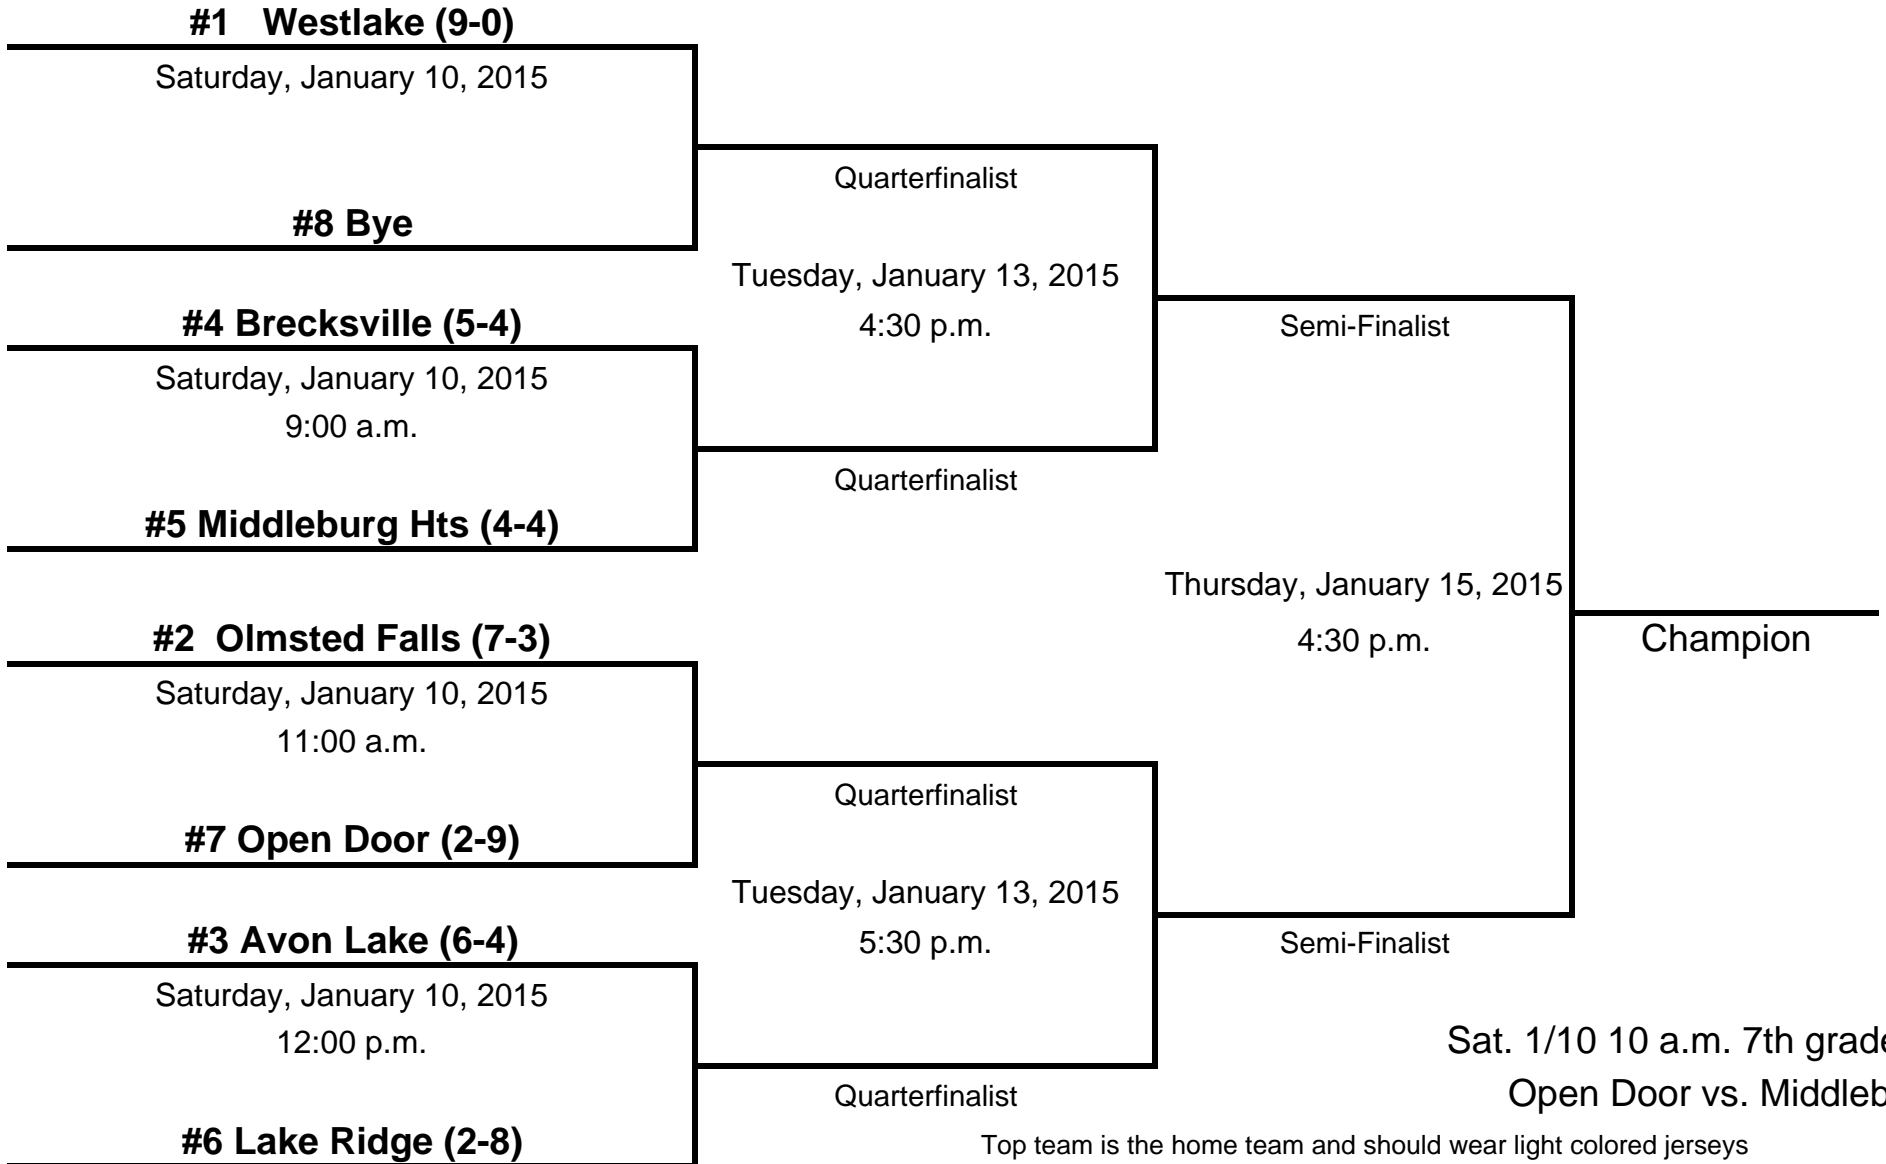 #1 Westlake (9-0)
Saturday, January 10, 2015
Quarterfinalist
#8 Bye
Tuesday, January 13, 2015
#4 Brecksville (5-4)
4:30 p.m.
Semi-Finalist
Saturday, January 10, 2015
9:00 a.m.
Quarterfinalist
#5 Middleburg Hts (4-4)
Thursday, January 15, 2015
#2 Olmsted Falls (7-3)
4:30 p.m.
Champion
Saturday, January 10, 2015
11:00 a.m.
Quarterfinalist
#7 Open Door (2-9)
Tuesday, January 13, 2015
#3 Avon Lake (6-4)
5:30 p.m.
Semi-Finalist
Saturday, January 10, 2015
12:00 p.m.
Sat. 1/10 10 a.m. 7th grade
Quarterfinalist
Open Door vs. Middleb
#6 Lake Ridge (2-8)
Top team is the home team and should wear light colored jerseys